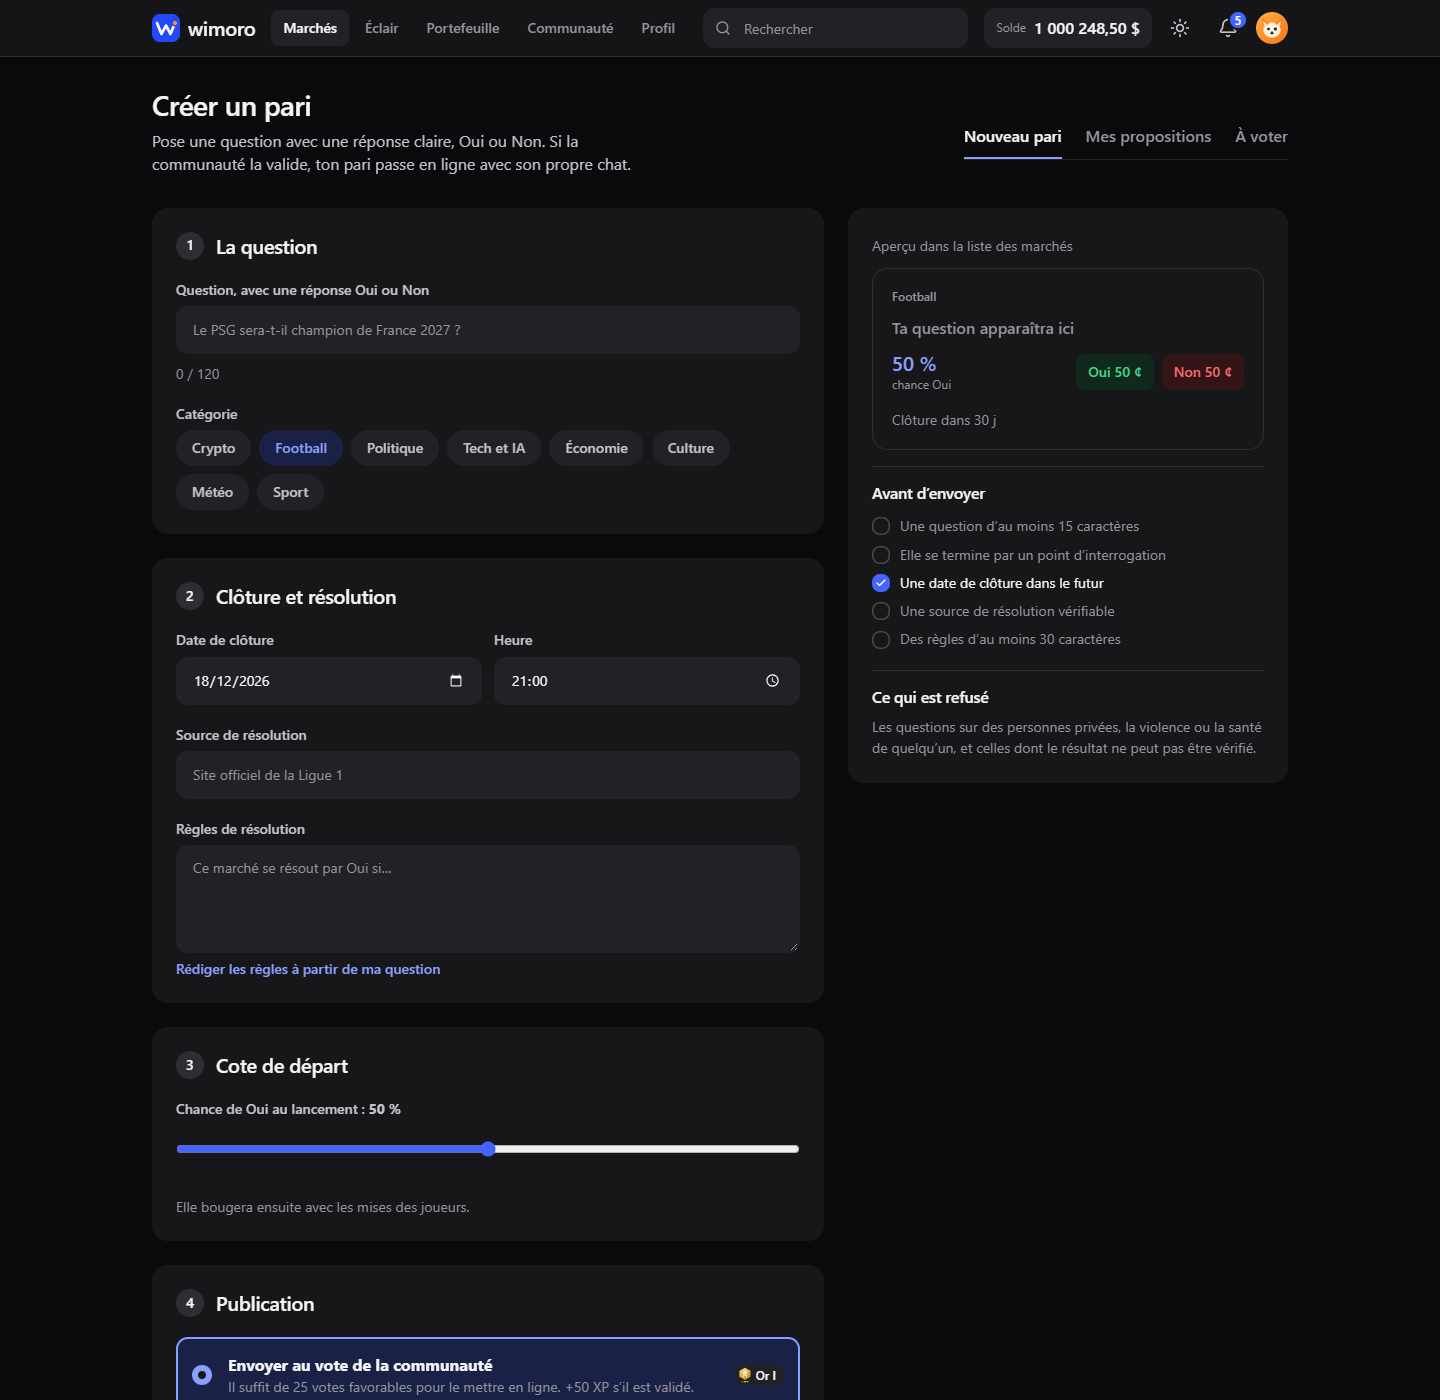 wimoro
Marchés
Éclair
Portefeuille
Communauté
Profil
Rechercher
Solde 1 000 248,50 $
5
Créer un pari
Pose une question avec une réponse claire, Oui ou Non. Si la
communauté la valide, ton pari passe en ligne avec son propre chat.
Nouveau pari
Mes propositions
À voter
1 La question
Question, avec une réponse Oui ou Non
Le PSG sera-t-il champion de France 2027 ?
0 / 120
Catégorie
Crypto
Football
Politique
Tech et IA
Économie
Culture
Météo
Sport
2 Clôture et résolution
Date de clôture
Heure
18/12/2026
21:00
Source de résolution
Site officiel de la Ligue 1
Règles de résolution
Ce marché se résout par Oui si...
Rédiger les règles à partir de ma question
3 Cote de départ
Chance de Oui au lancement : 50 %
Elle bougera ensuite avec les mises des joueurs.
4 Publication
Envoyer au vote de la communauté
Il suffit de 25 votes favorables pour le mettre en ligne. +50 XP s’il est validé.
Or I
Aperçu dans la liste des marchés
Football
Ta question apparaîtra ici
50 %
chance Oui
Oui 50 ¢
Non 50 ¢
Clôture dans 30 j
Avant d’envoyer
Une question d’au moins 15 caractères
Elle se termine par un point d’interrogation
Une date de clôture dans le futur
Une source de résolution vérifiable
Des règles d’au moins 30 caractères
Ce qui est refusé
Les questions sur des personnes privées, la violence ou la santé
de quelqu’un, et celles dont le résultat ne peut pas être vérifié.